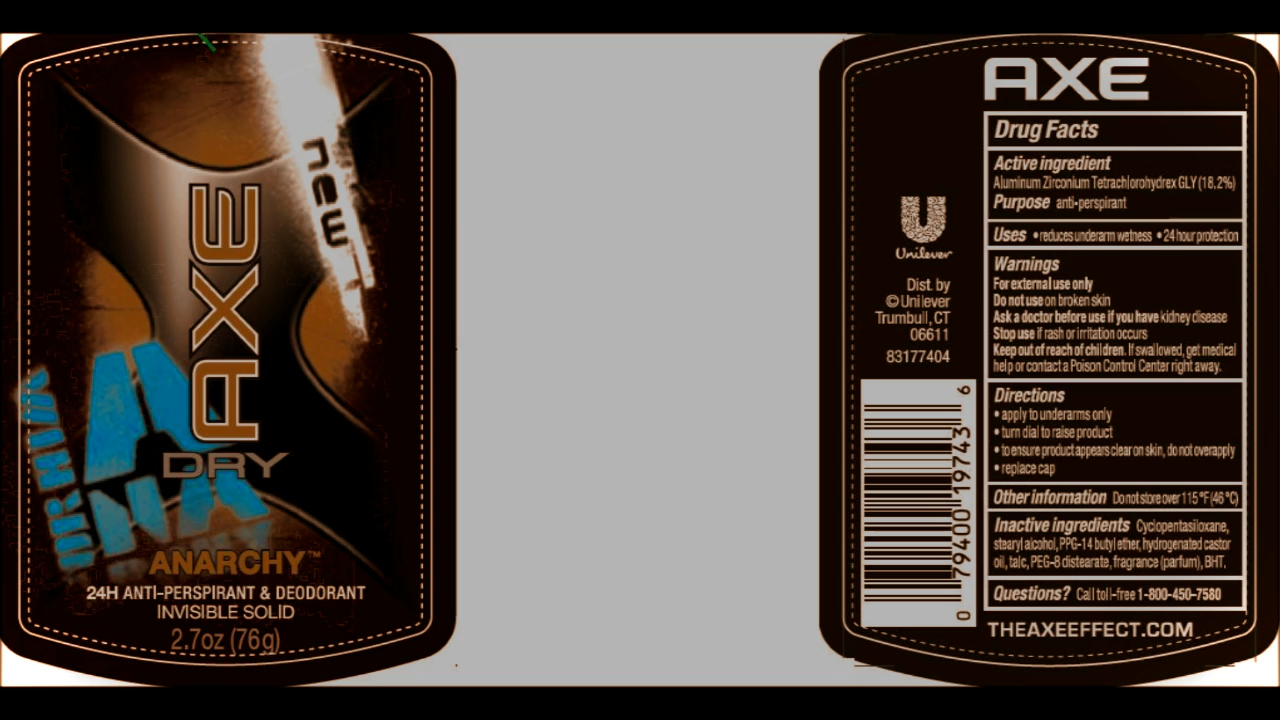 new
AXE
DRY
ANARCHY™
24H ANTI-PERSPIRANT & DEODORANT
INVISIBLE SOLID
2.7oz (76g)
Unilever
Dist. by
© Unilever
Trumbull, CT
06611
83177404
0 79400 19743 6
AXE
Drug Facts
Active ingredient
Aluminum Zirconium Tetrachlorohydrex GLY (18.2%)
Purpose anti-perspirant
Uses • reduces underarm wetness • 24 hour protection
Warnings
For external use only
Do not use on broken skin
Ask a doctor before use if you have kidney disease
Stop use if rash or irritation occurs
Keep out of reach of children. If swallowed, get medical
help or contact a Poison Control Center right away.
Directions
• apply to underarms only
• turn dial to raise product
• to ensure product appears clear on skin, do not overapply
• replace cap
Other information Do not store over 115 °F (46 °C)
Inactive ingredients Cyclopentasiloxane,
stearyl alcohol, PPG-14 butyl ether, hydrogenated castor
oil, talc, PEG-8 distearate, fragrance (parfum), BHT.
Questions? Call toll-free 1-800-450-7580
THEAXEEFFECT.COM